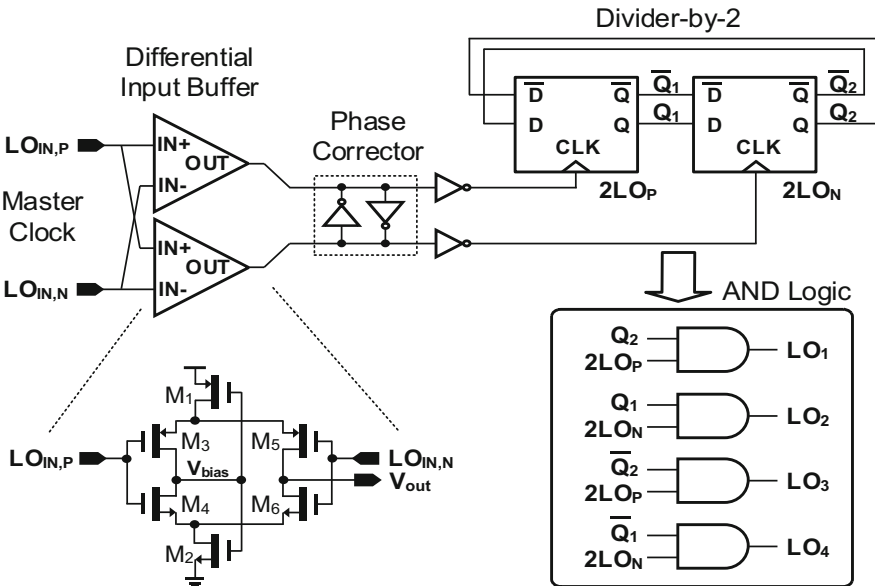 Divider-by-2
Differential
Input Buffer
LO_IN,P
IN+
OUT
IN-
Master
Clock
IN+
OUT
IN-
LO_IN,N
Phase
Corrector
D̅ Q̅
D Q
CLK
Q̅₁
Q₁
D̅ Q̅
D Q
CLK
Q̅₂
Q₂
2LO_P
2LO_N
AND Logic
Q₂
2LO_P
LO₁
Q₁
2LO_N
LO₂
Q̅₂
2LO_P
LO₃
Q̅₁
2LO_N
LO₄
M₁
M₃
M₅
LO_IN,P
V_bias
LO_IN,N
V_out
M₄
M₆
M₂